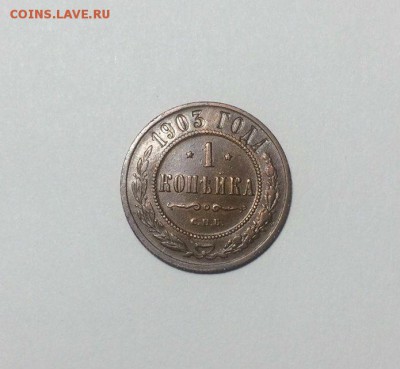 COINS.LAVE.RU
1903 ГОДА
* 1 *
КОПѢЙКА
С.П.Б.